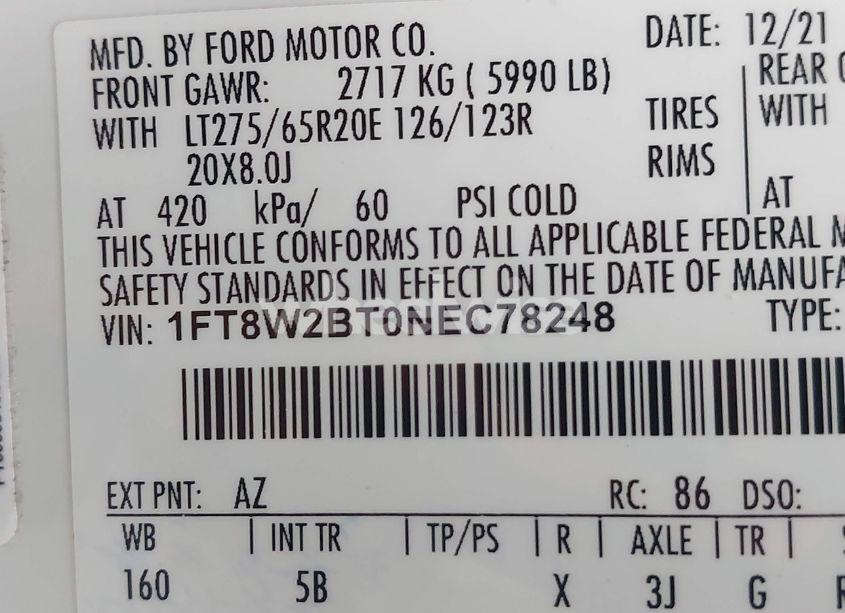 MFD. BY FORD MOTOR CO.
DATE: 12/21
FRONT GAWR: 2717 KG ( 5990 LB)
REAR
WITH LT275/65R20E 126/123R TIRES
WITH
20X8.0J RIMS
AT 420 kPa/ 60 PSI COLD
AT
THIS VEHICLE CONFORMS TO ALL APPLICABLE FEDERAL M
SAFETY STANDARDS IN EFFECT ON THE DATE OF MANUFA
VIN: 1FT8W2BT0NEC78248 TYPE:
EXT PNT: AZ RC: 86 DSO:
WB | INT TR | TP/PS | R | AXLE | TR |
160 5B X 3J G